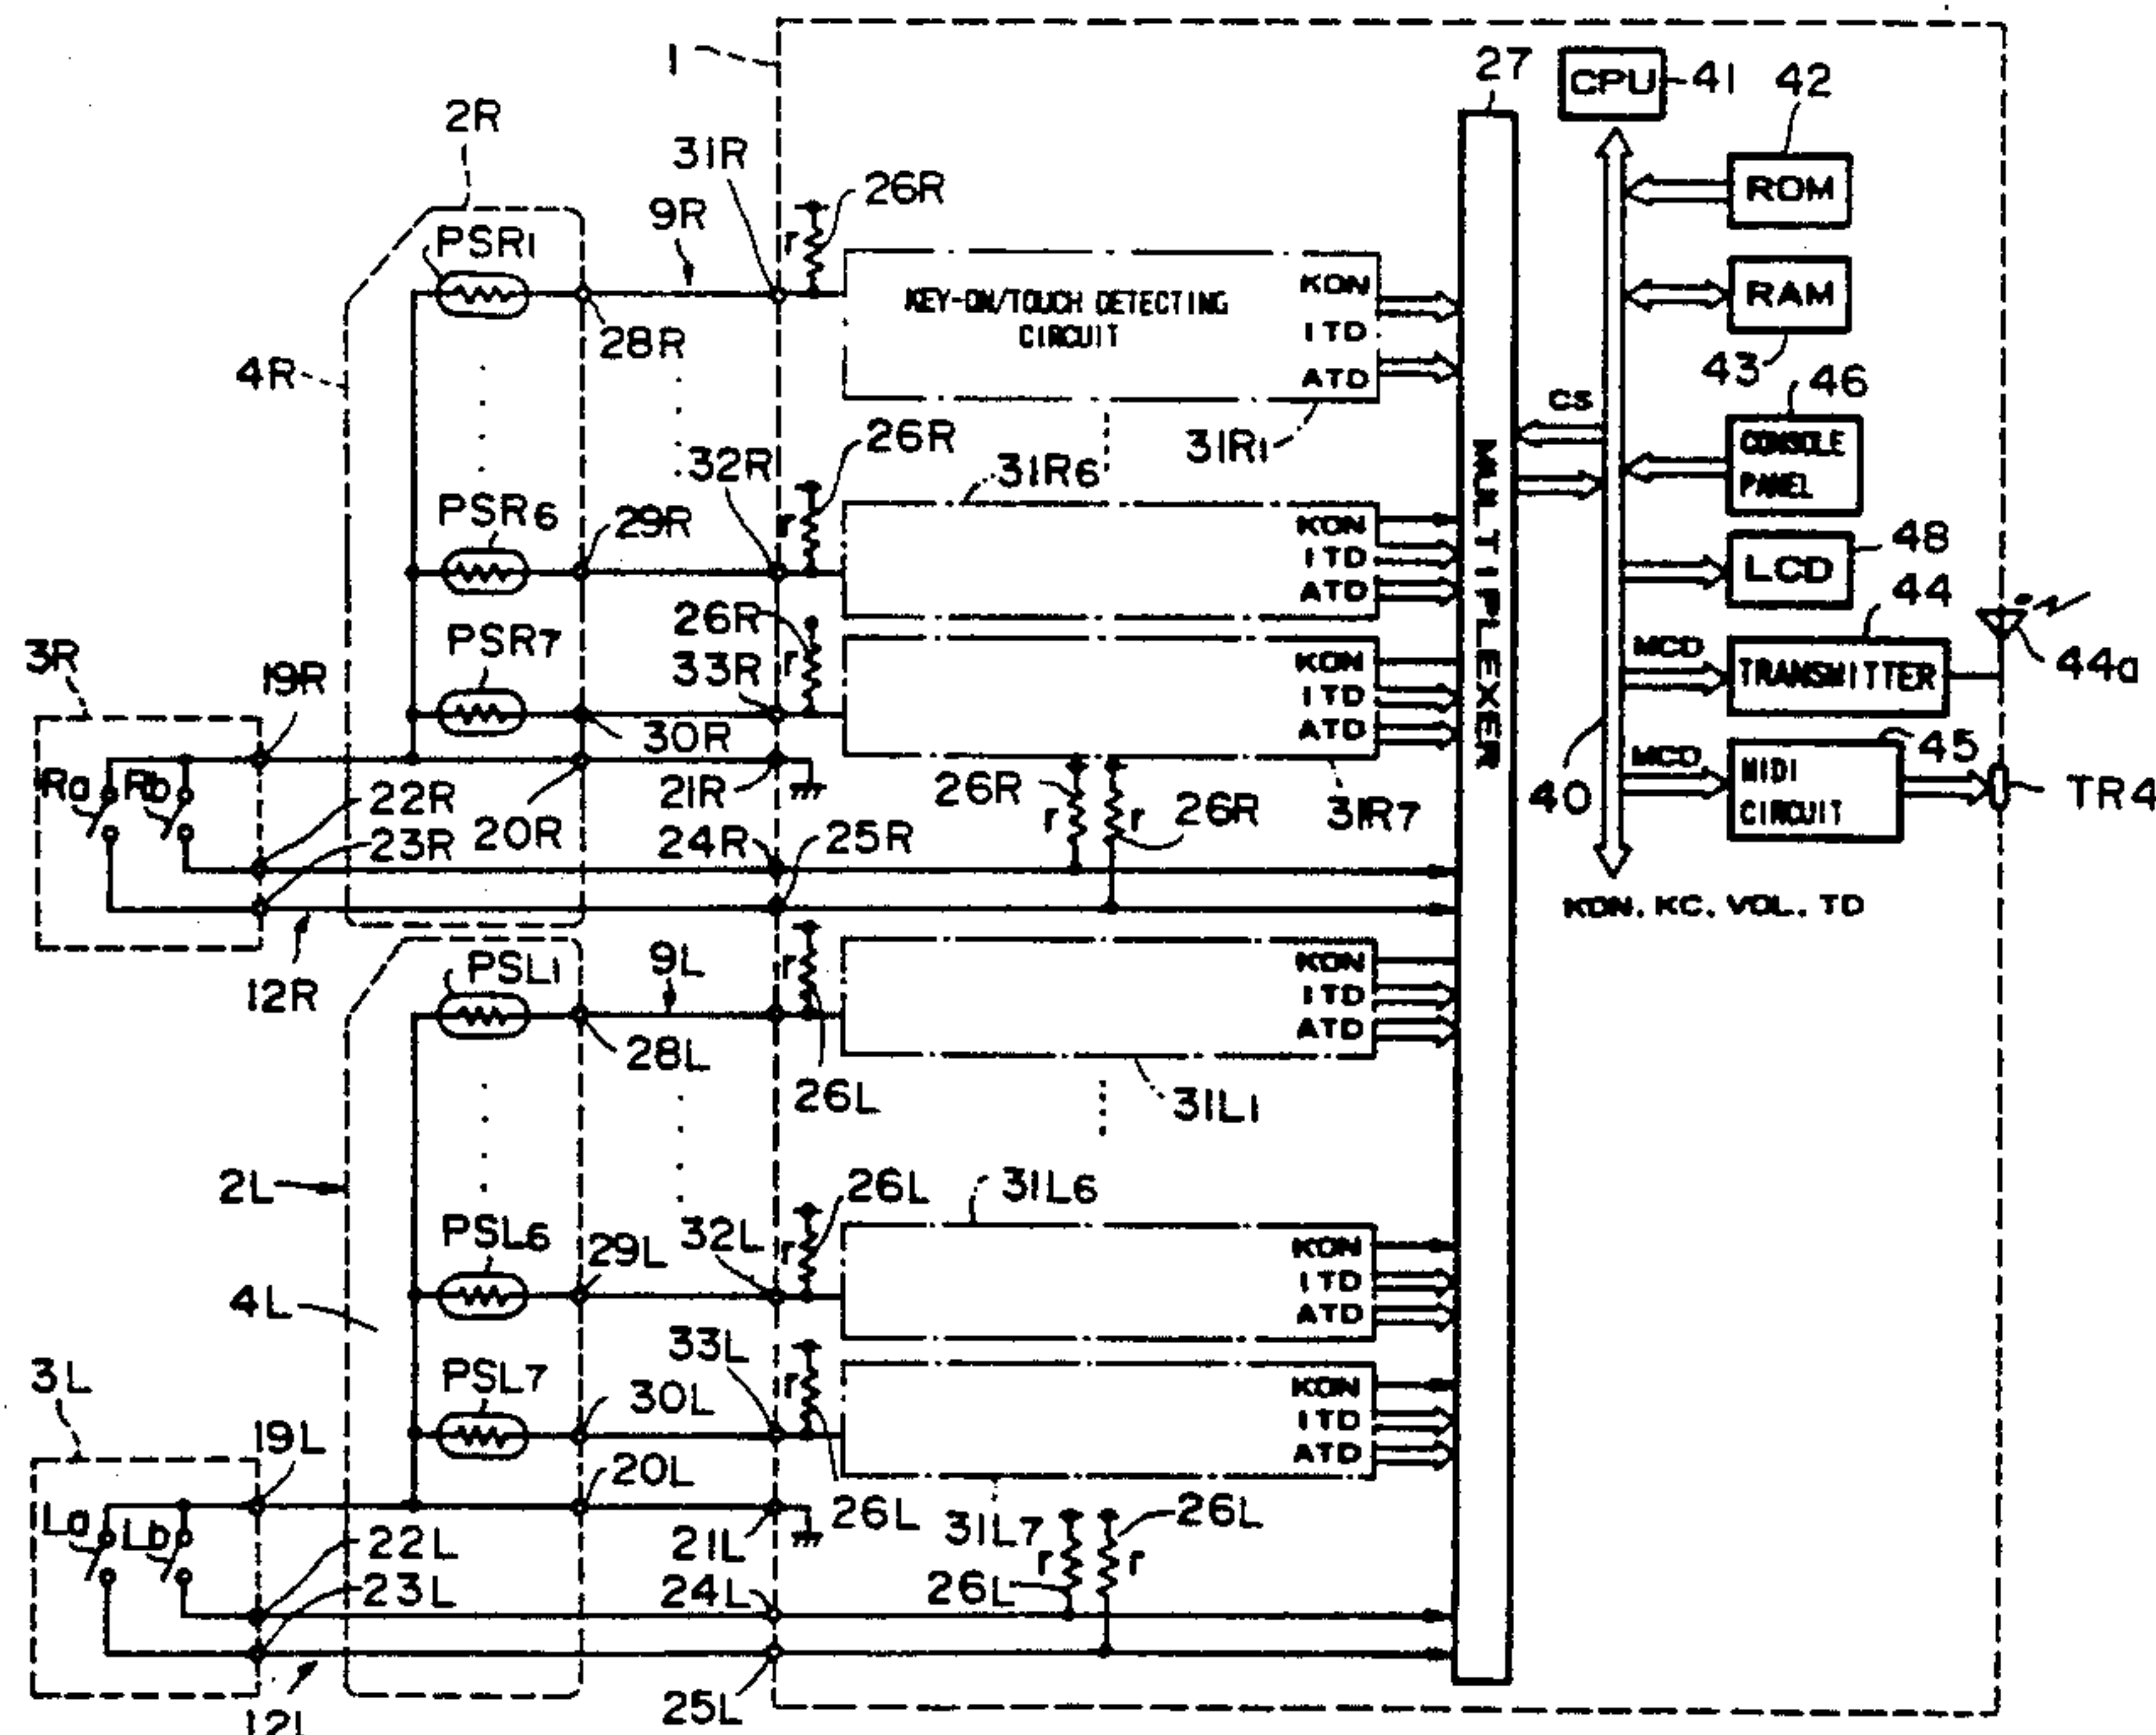 1
27
CPU
41
42
2R
31R
26R
ROM
9R
r
PSR1
KEY-ON/TOUCH DETECTING
CIRCUIT
KON
ITD
ATD
RAM
28R
43
4R
CS
46
31R1
CONSOLE
PANEL
26R
32R
31R6
MULTIPLEXER
PSR6
29R
r
KON
ITD
ATD
LCD
48
44
26R
3R
PSR7
33R
r
KON
ITD
ATD
MCD
TRANSMITTER
44a
19R
30R
MCD
45
Ra
Rb
22R
21R
26R
r
r
31R7
40
MIDI
CIRCUIT
TR4
23R
20R
24R
25R
26R
KON, KC, VOL, TD
12R
PSL1
9L
r
KON
ITD
ATD
28L
26L
31L1
2L
26L
31L6
PSL6
29L
32L
r
KON
ITD
ATD
4L
33L
3L
PSL7
30L
r
KON
ITD
ATD
19L
20L
26L
La
Lb
22L
21L
31L7
26L
r
r
23L
24L
26L
25L
12L